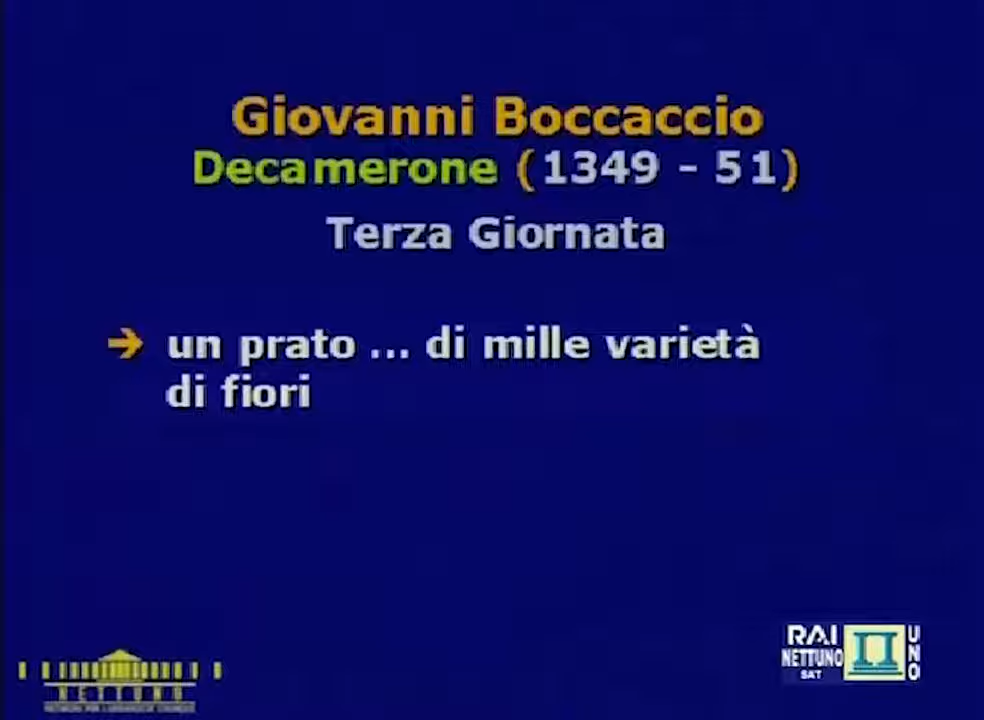 Giovanni Boccaccio
Decamerone (1349 - 51)
Terza Giornata
➔ un prato ... di mille varietà
di fiori
RAI
NETTUNO
SAT
UNO
NETTUNO